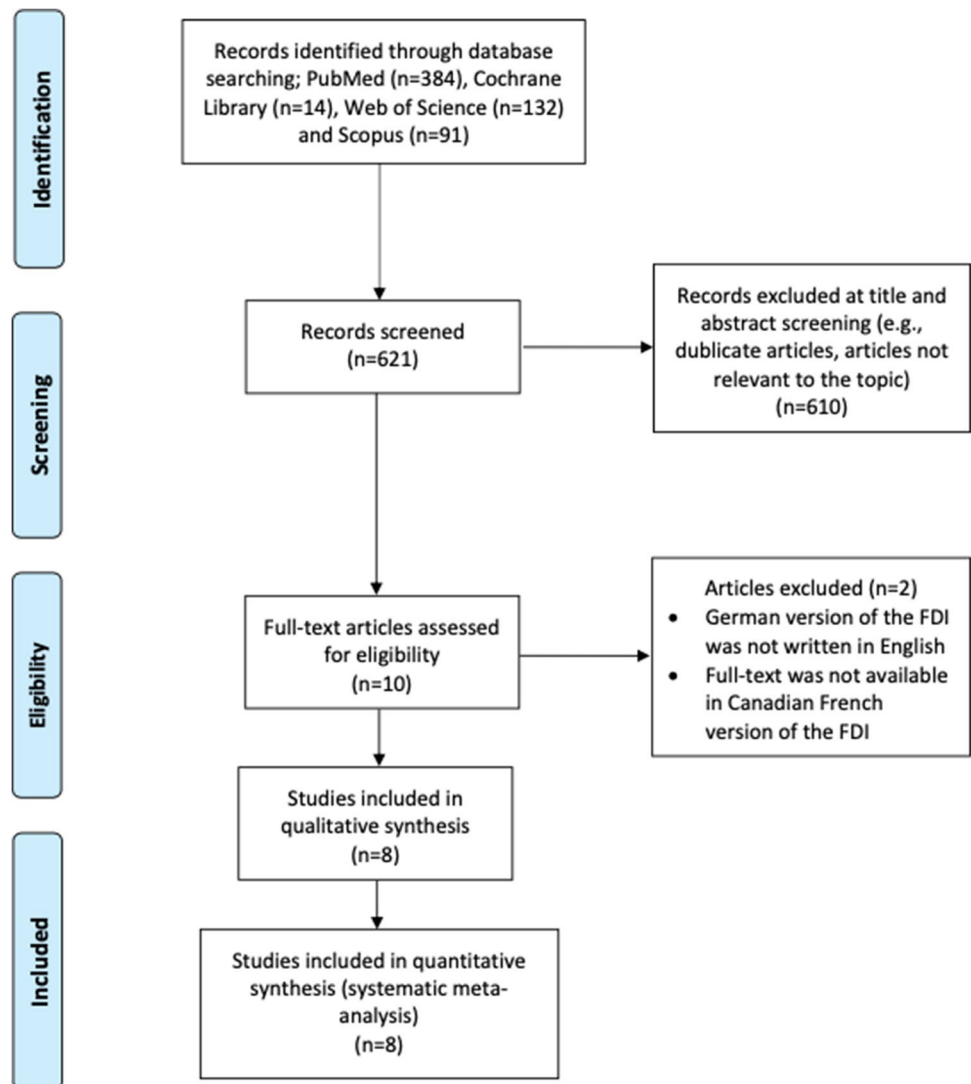 Identification
Records identified through database
searching; PubMed (n=384), Cochrane
Library (n=14), Web of Science (n=132)
and Scopus (n=91)
Screening
Records screened
(n=621)
Records excluded at title and
abstract screening (e.g.,
dublicate articles, articles not
relevant to the topic)
(n=610)
Eligibility
Full-text articles assessed
for eligibility
(n=10)
Articles excluded (n=2)
• German version of the FDI
was not written in English
• Full-text was not available
in Canadian French
version of the FDI
Studies included in
qualitative synthesis
(n=8)
Included
Studies included in quantitative
synthesis (systematic meta-
analysis)
(n=8)